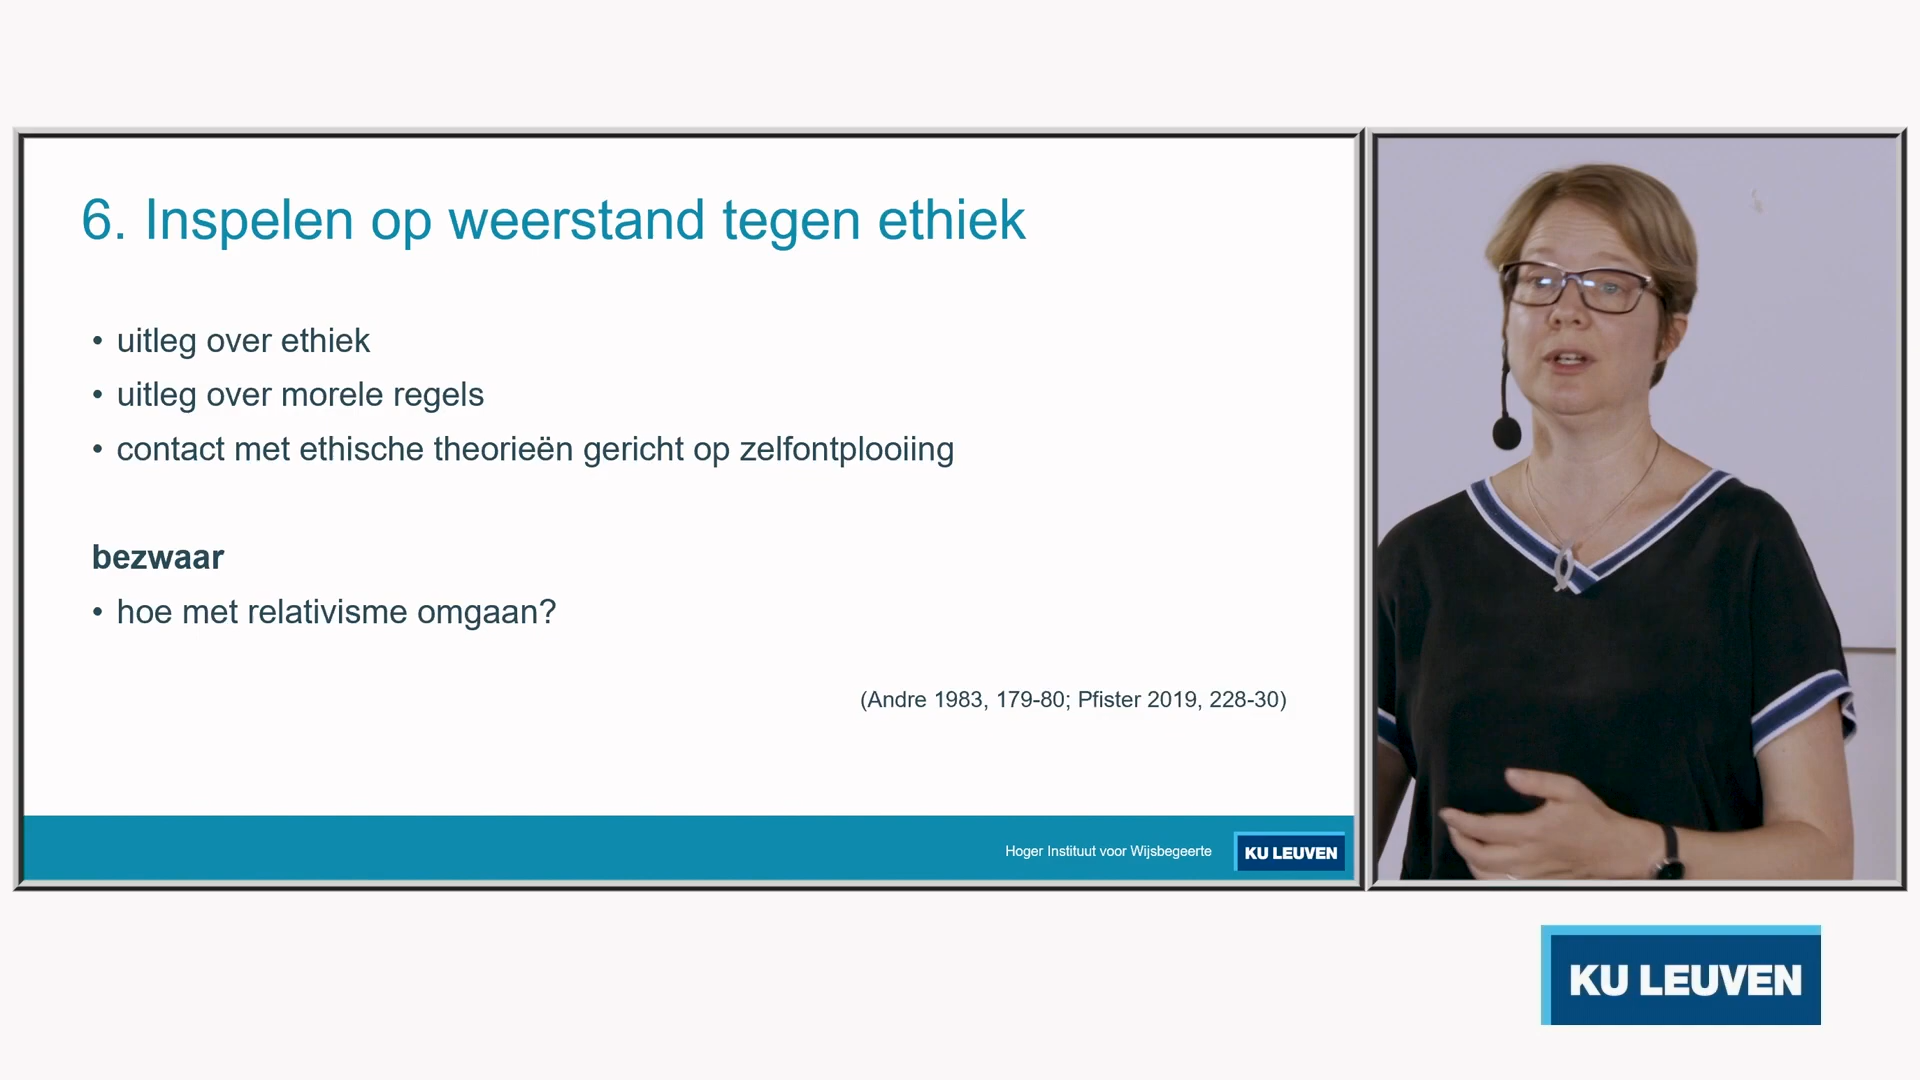 6. Inspelen op weerstand tegen ethiek
• uitleg over ethiek
• uitleg over morele regels
• contact met ethische theorieën gericht op zelfontplooiing
bezwaar
• hoe met relativisme omgaan?
(Andre 1983, 179-80; Pfister 2019, 228-30)
Hoger Instituut voor Wijsbegeerte
KU LEUVEN
KU LEUVEN